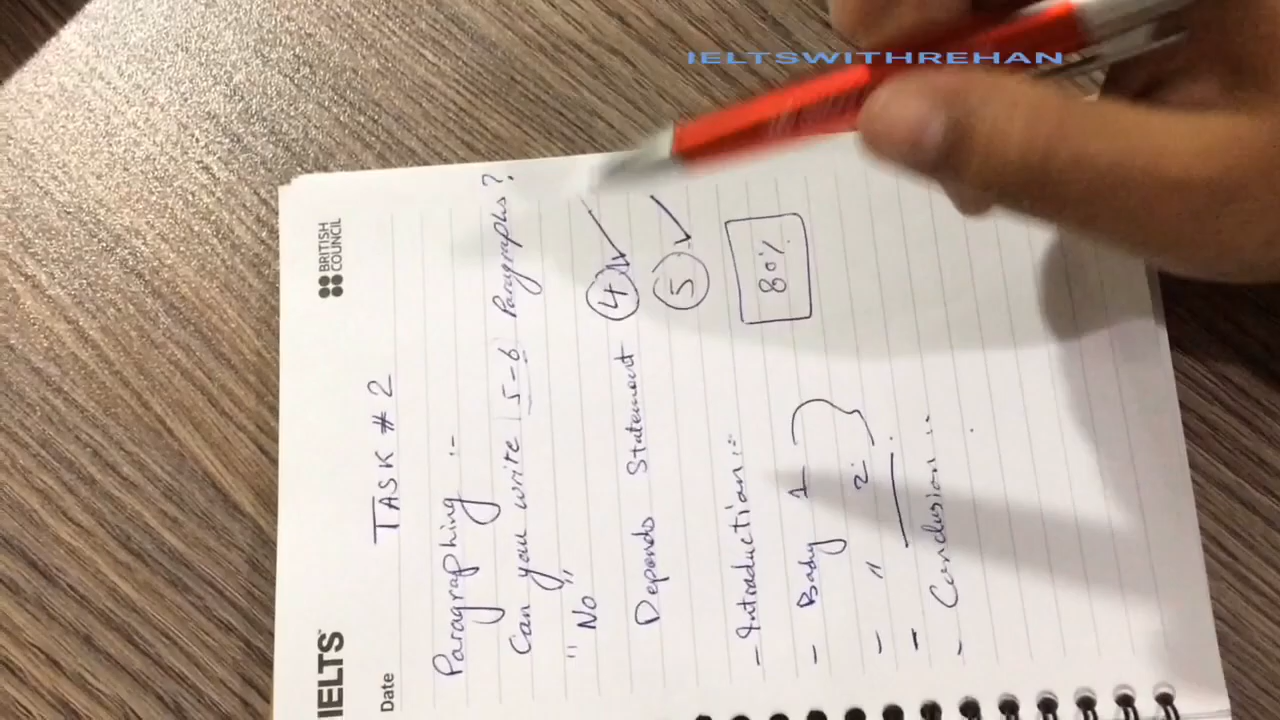 IELTSWITHREHAN
IELTS™ BRITISH COUNCIL
Date
TASK # 2
Paragraphing :-
Can you write 5-6 Paragraphs?
"No"
4
Depends Statement 5
80%
- Introduction:-
- Body 1
- " 2
-
- Conclusion